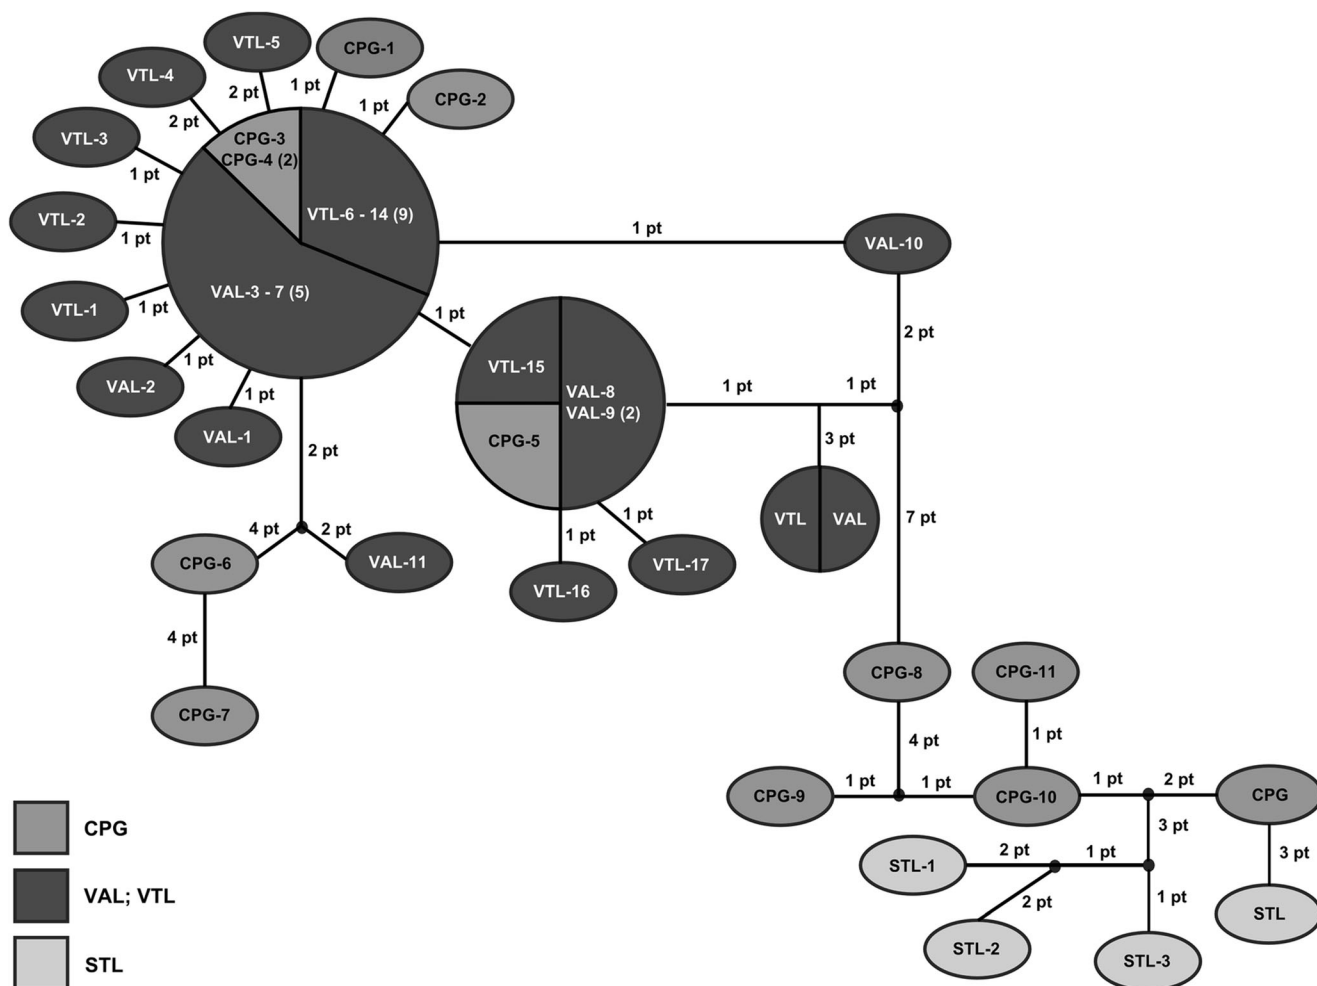 VTL-5
CPG-1
VTL-4
2 pt
1 pt
CPG-2
2 pt
1 pt
VTL-3
CPG-3
CPG-4 (2)
1 pt
VTL-2
VTL-6 - 14 (9)
1 pt
1 pt
VAL-10
VAL-3 - 7 (5)
VTL-1
1 pt
1 pt
2 pt
1 pt
VAL-2
VTL-15
1 pt
VAL-8
VAL-9 (2)
1 pt
1 pt
VAL-1
CPG-5
3 pt
2 pt
VTL
VAL
7 pt
4 pt
2 pt
1 pt
1 pt
CPG-6
VAL-11
VTL-16
VTL-17
4 pt
CPG-8
CPG-11
CPG-7
4 pt
1 pt
1 pt
1 pt
1 pt
2 pt
CPG-9
CPG-10
CPG
3 pt
CPG
2 pt
1 pt
3 pt
STL-1
VAL; VTL
2 pt
1 pt
STL
STL-2
STL-3
STL